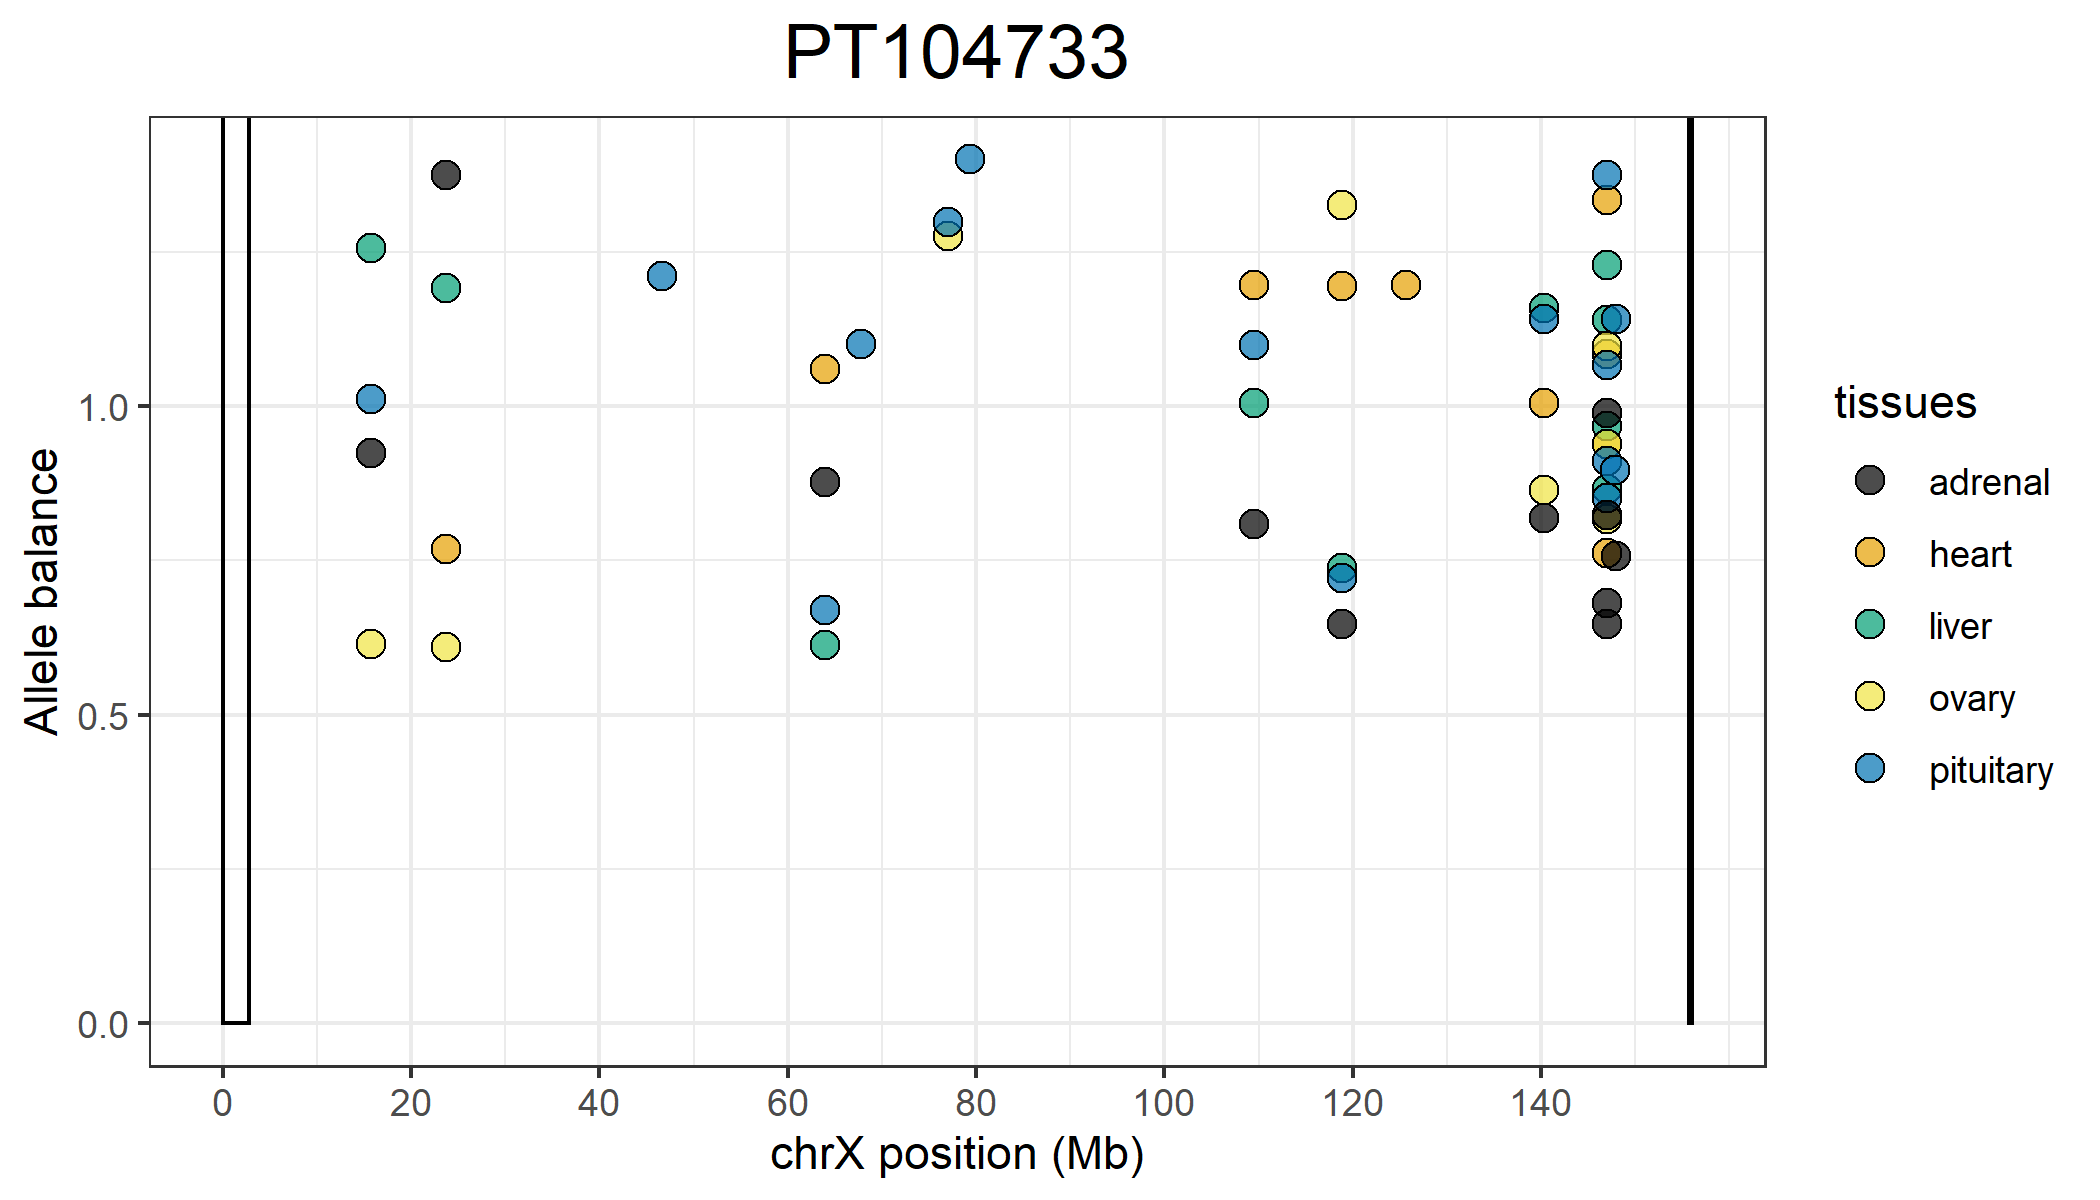 PT104733
Allele balance
1.0
0.5
0.0
0 20 40 60 80 100 120 140
chrX position (Mb)
tissues
adrenal
heart
liver
ovary
pituitary